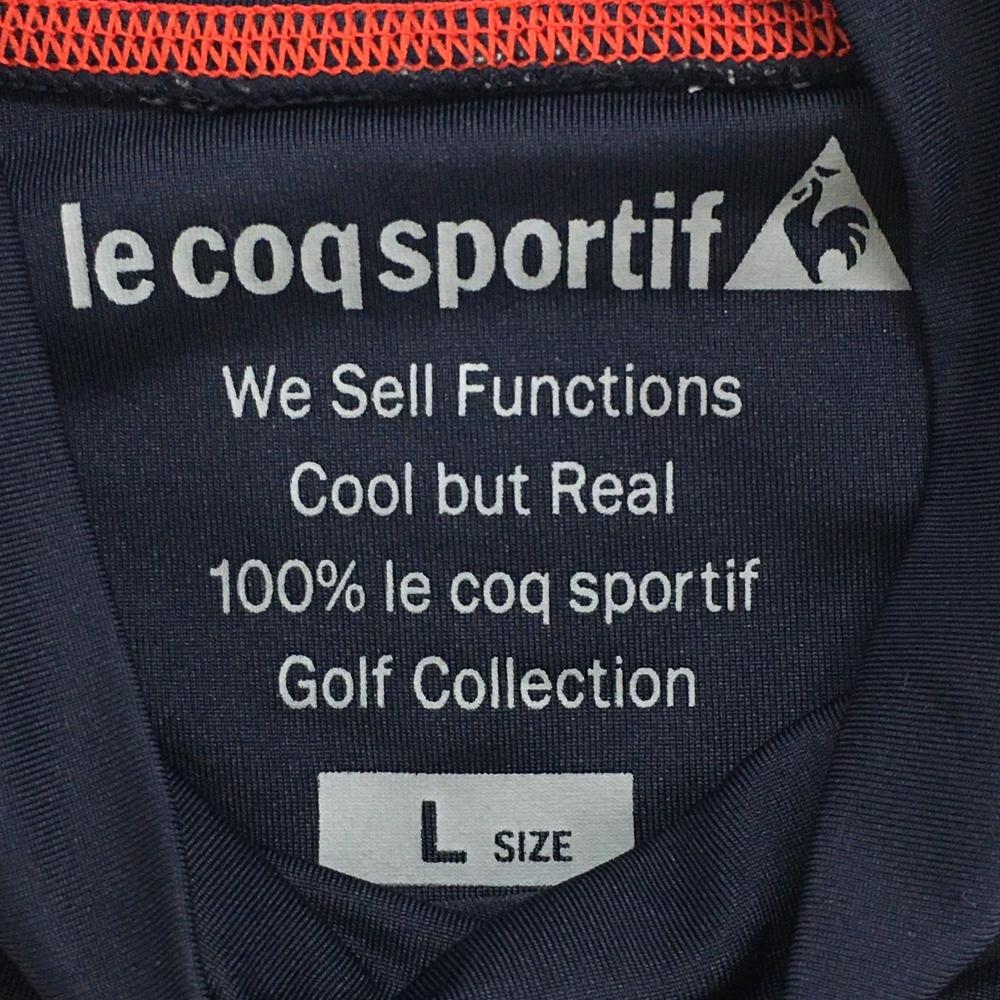 le coq sportif
We Sell Functions
Cool but Real
100% le coq sportif
Golf Collection
L SIZE